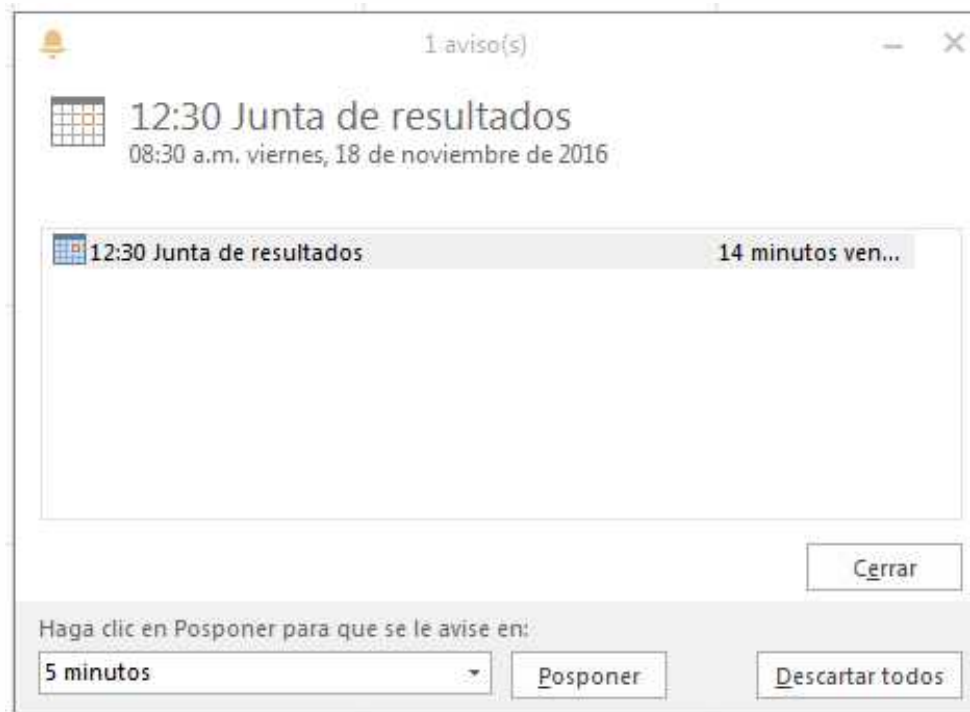 1 aviso(s)
12:30 Junta de resultados
08:30 a.m. viernes, 18 de noviembre de 2016
12:30 Junta de resultados 14 minutos ven...
Cerrar
Haga clic en Posponer para que se le avise en:
5 minutos Posponer Descartar todos